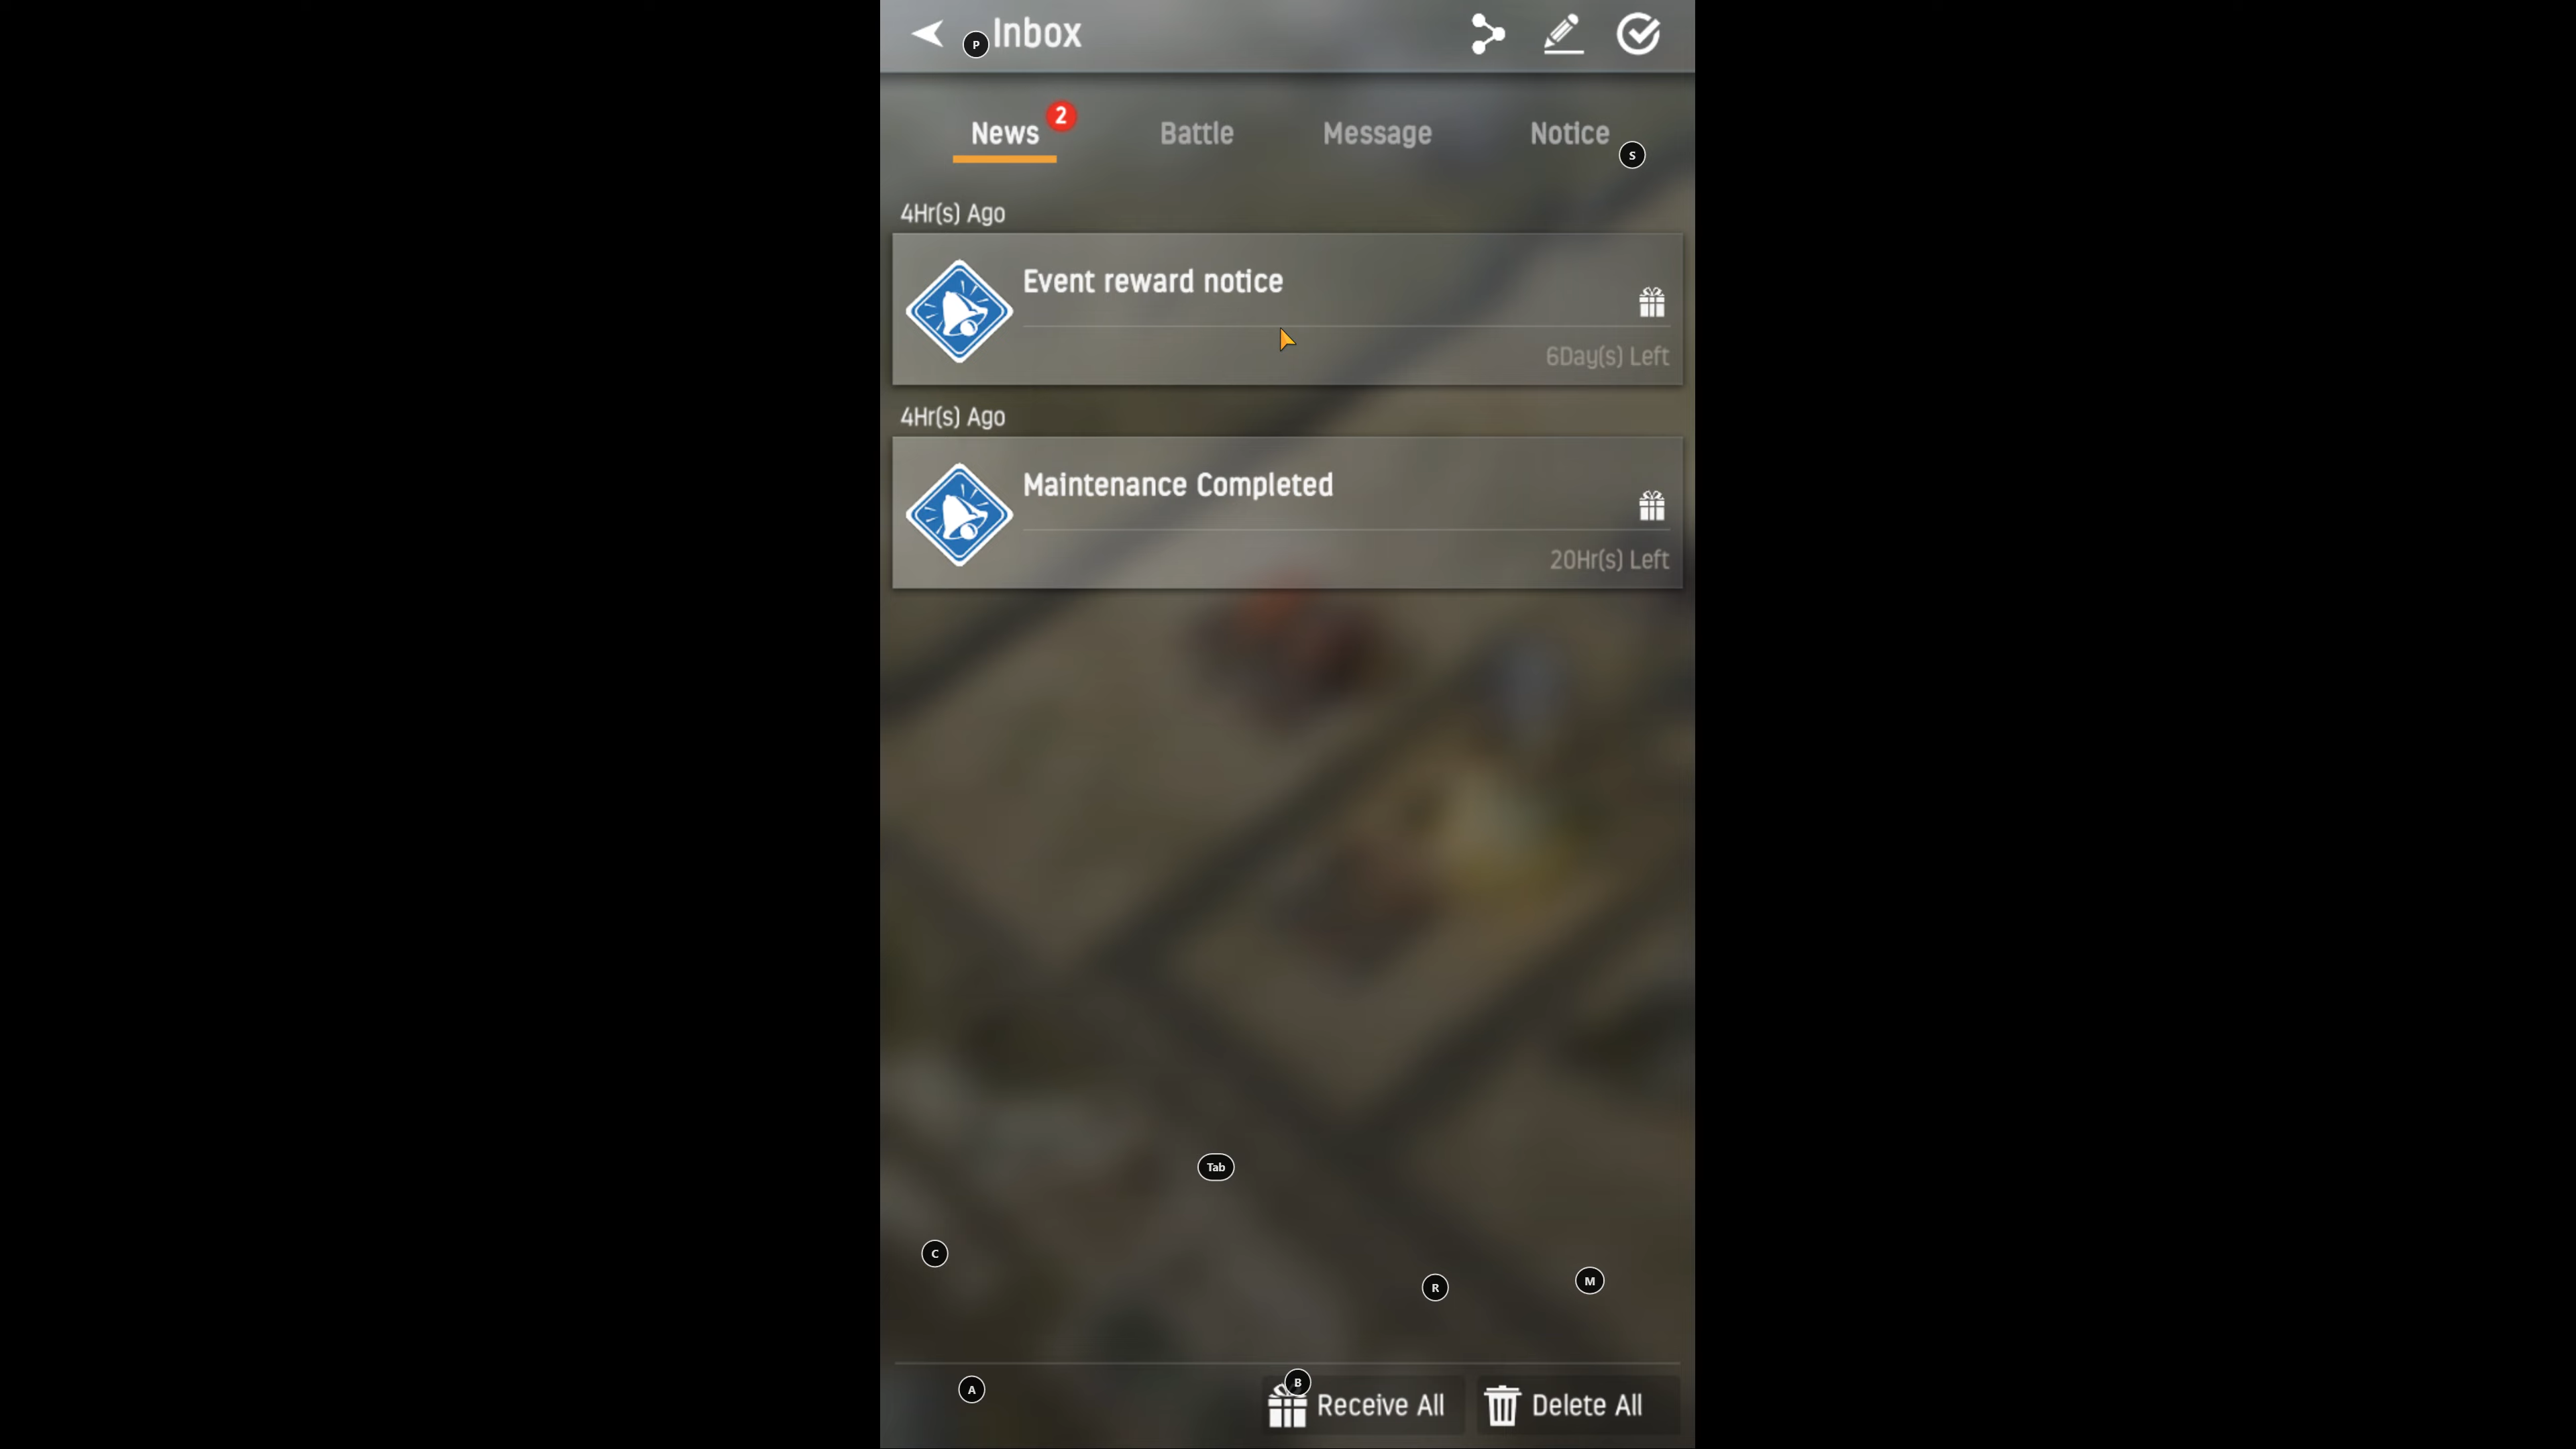 P Inbox
News 2 Battle Message Notice
S
4Hr(s) Ago
Event reward notice
6Day(s) Left
4Hr(s) Ago
Maintenance Completed
20Hr(s) Left
Tab
C
R M
A B
Receive All Delete All